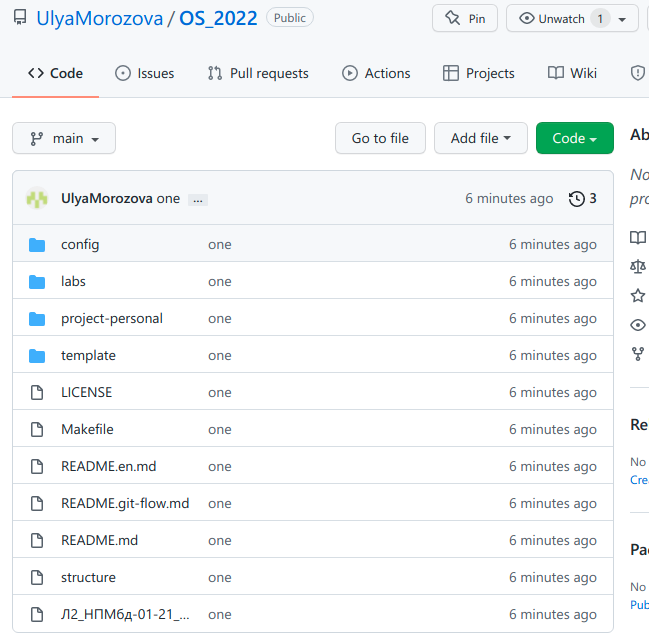 UlyaMorozova / OS_2022 Public
Pin
Unwatch 1
Code Issues Pull requests Actions Projects Wiki
main Go to file Add file Code
Ab
No
pro
UlyaMorozova one ... 6 minutes ago 3
config one 6 minutes ago
labs one 6 minutes ago
project-personal one 6 minutes ago
template one 6 minutes ago
LICENSE one 6 minutes ago
Makefile one 6 minutes ago
README.en.md one 6 minutes ago
README.git-flow.md one 6 minutes ago
README.md one 6 minutes ago
structure one 6 minutes ago
Л2_НПМбд-01-21_... one 6 minutes ago
Re
No
Crea
Pac
No
Pub